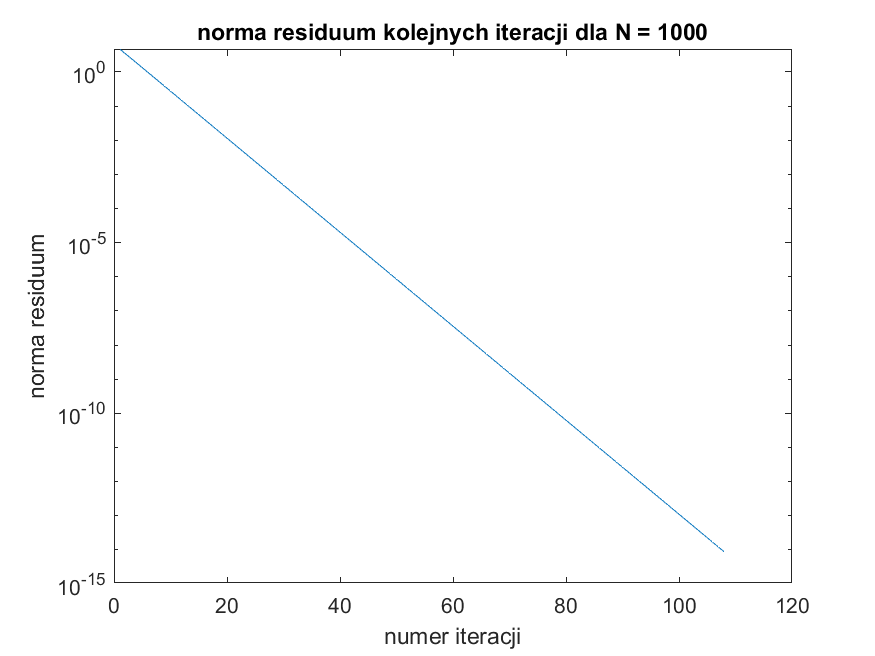 norma residuum kolejnych iteracji dla N = 1000
norma residuum
10^0
10^-5
10^-10
10^-15
0 20 40 60 80 100 120
numer iteracji